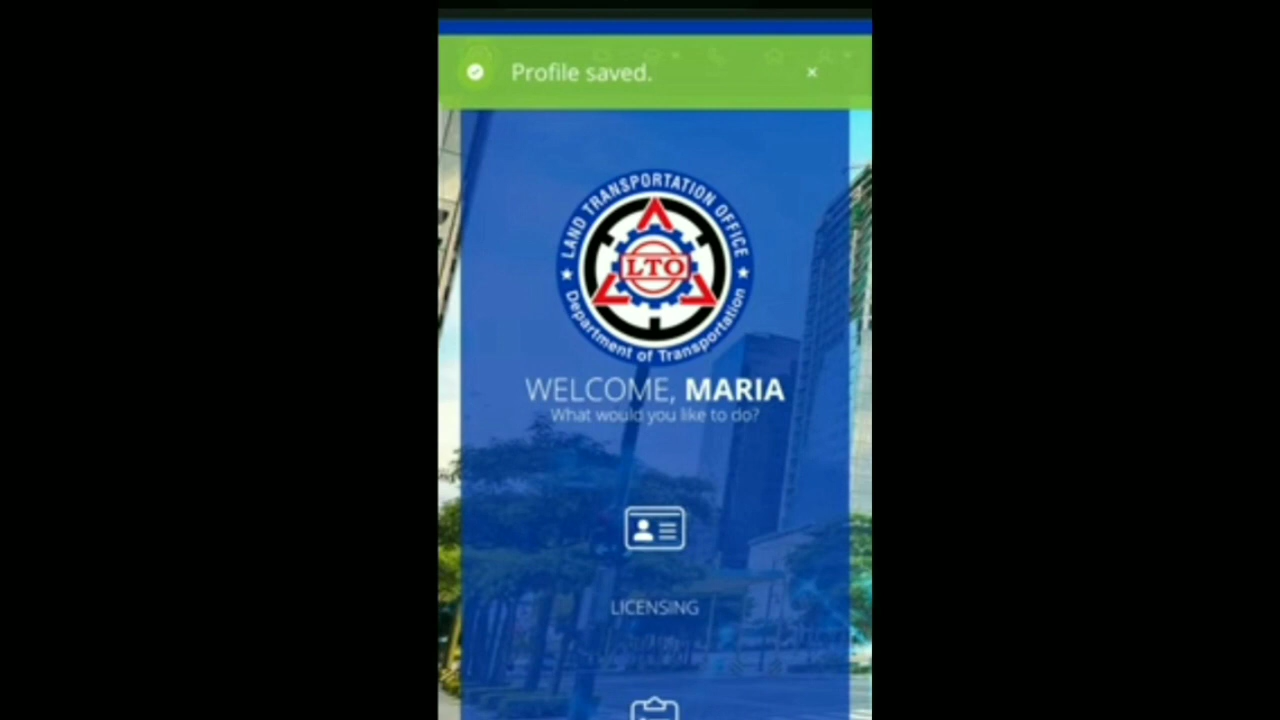 Profile saved.
LAND TRANSPORTATION OFFICE
LTO
Department of Transportation
WELCOME, MARIA
What would you like to do?
LICENSING